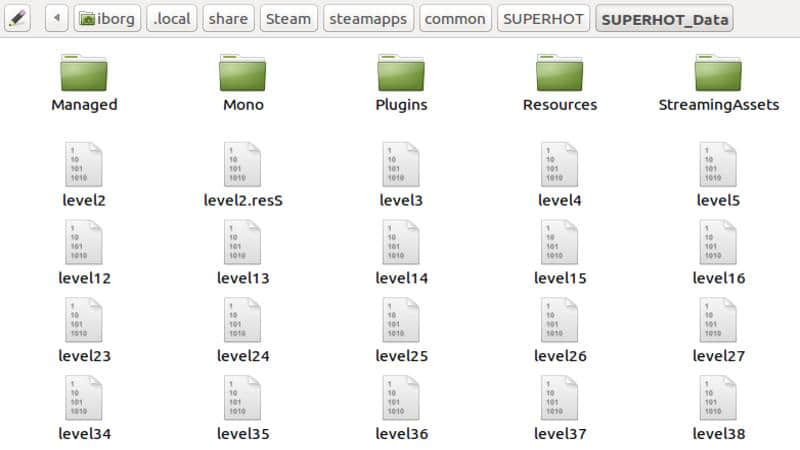 iborg .local share Steam steamapps common SUPERHOT SUPERHOT_Data
Managed Mono Plugins Resources StreamingAssets
1 1 1 1 1
10 10 10 10 10
101 101 101 101 101
1010 1010 1010 1010 1010
level2 level2.resS level3 level4 level5
1 1 1 1 1
10 10 10 10 10
101 101 101 101 101
1010 1010 1010 1010 1010
level12 level13 level14 level15 level16
1 1 1 1 1
10 10 10 10 10
101 101 101 101 101
1010 1010 1010 1010 1010
level23 level24 level25 level26 level27
1 1 1 1 1
10 10 10 10 10
101 101 101 101 101
1010 1010 1010 1010 1010
level34 level35 level36 level37 level38